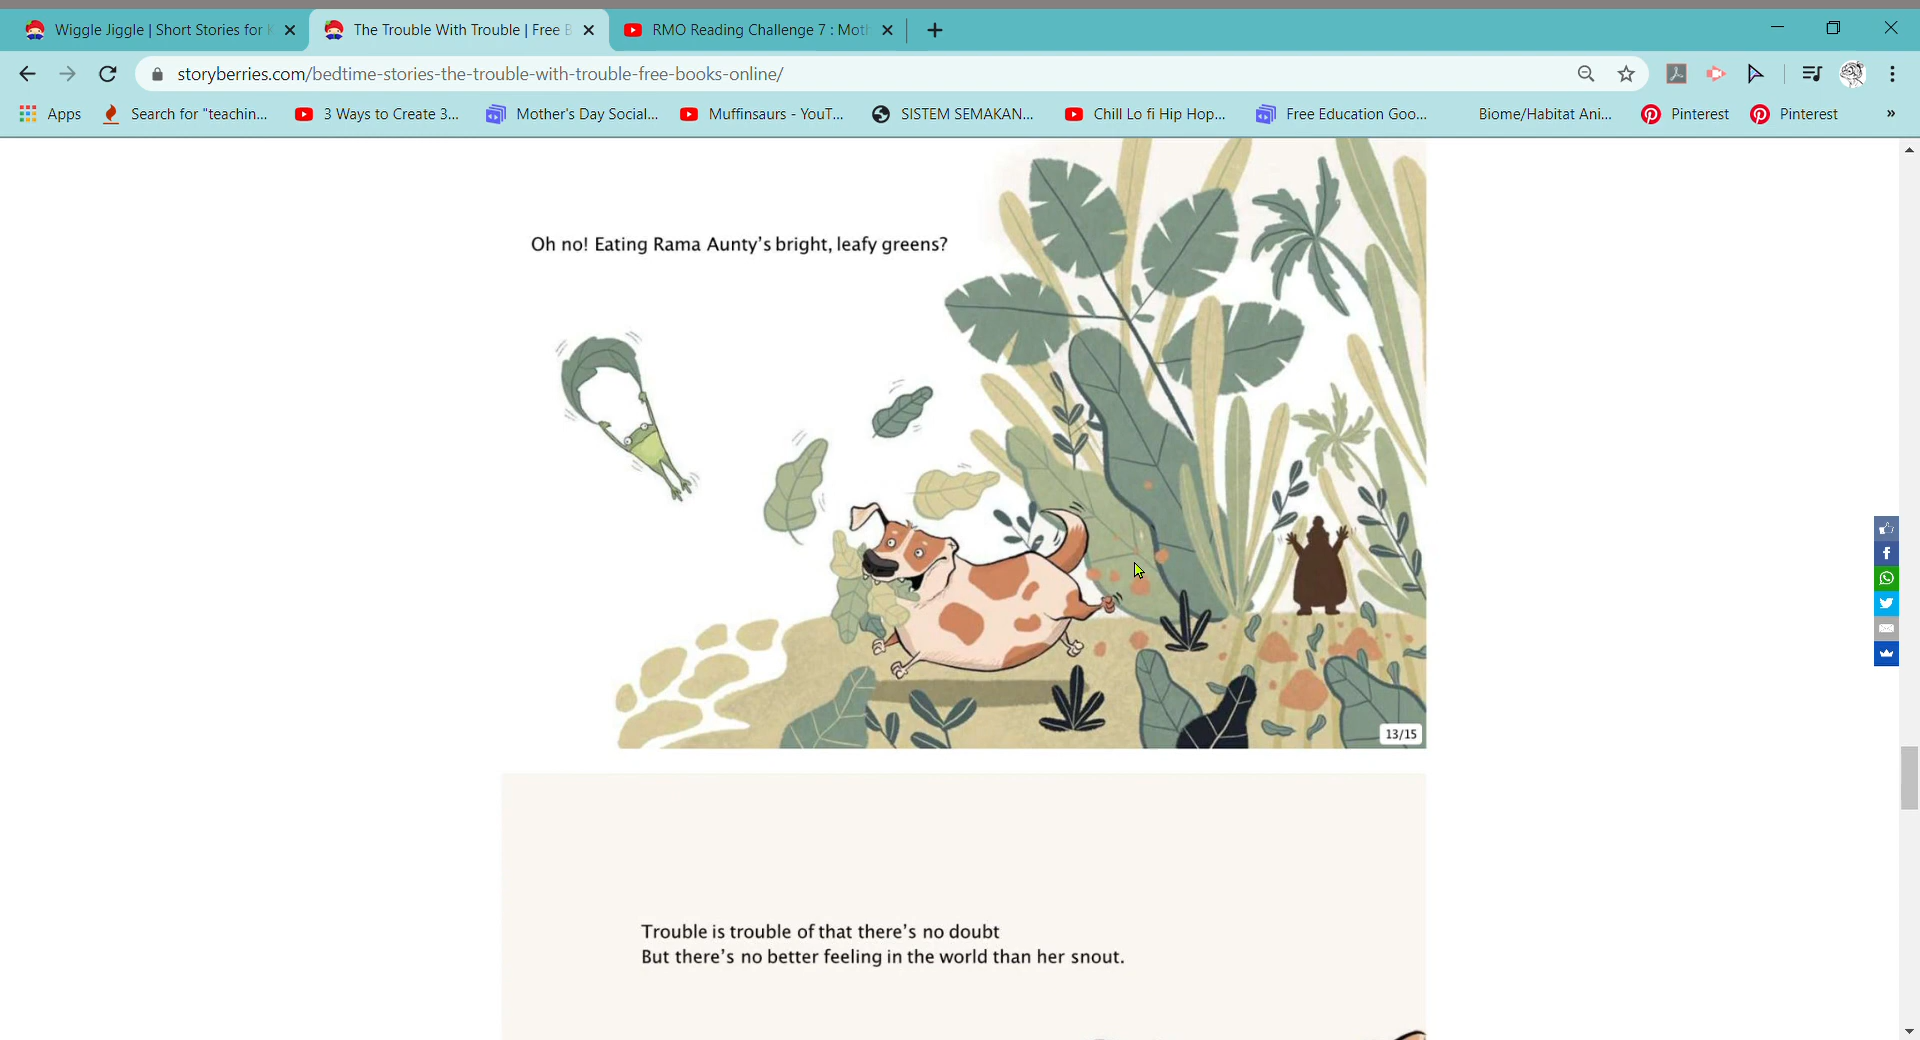 Wiggle Jiggle | Short Stories for K
The Trouble With Trouble | Free B
RMO Reading Challenge 7 : Moth
storyberries.com/bedtime-stories-the-trouble-with-trouble-free-books-online/
Apps
Search for "teachin...
3 Ways to Create 3...
Mother's Day Social...
Muffinsaurs - YouT...
SISTEM SEMAKAN...
Chill Lo fi Hip Hop...
Free Education Goo...
Biome/Habitat Ani...
Pinterest
Pinterest
»
Oh no! Eating Rama Aunty's bright, leafy greens?
13/15
Trouble is trouble of that there's no doubt
But there's no better feeling in the world than her snout.